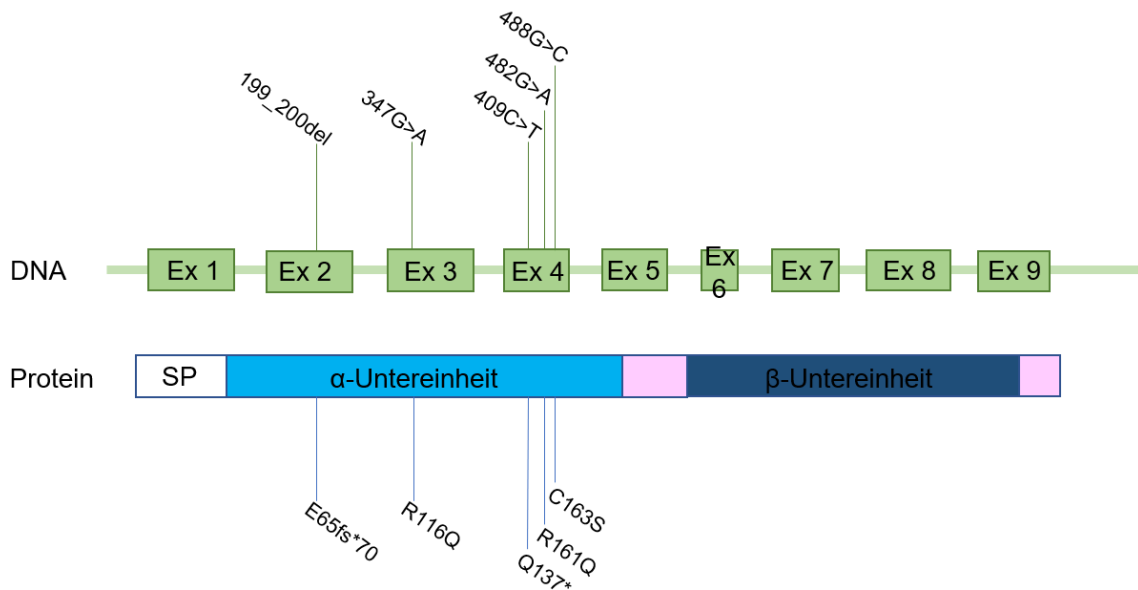 199_200del
347G>A
409C>T
482G>A
488G>C
DNA
Ex 1
Ex 2
Ex 3
Ex 4
Ex 5
Ex
6
Ex 7
Ex 8
Ex 9
Protein
SP
α-Untereinheit
β-Untereinheit
E65fs*70
R116Q
Q137*
R161Q
C163S